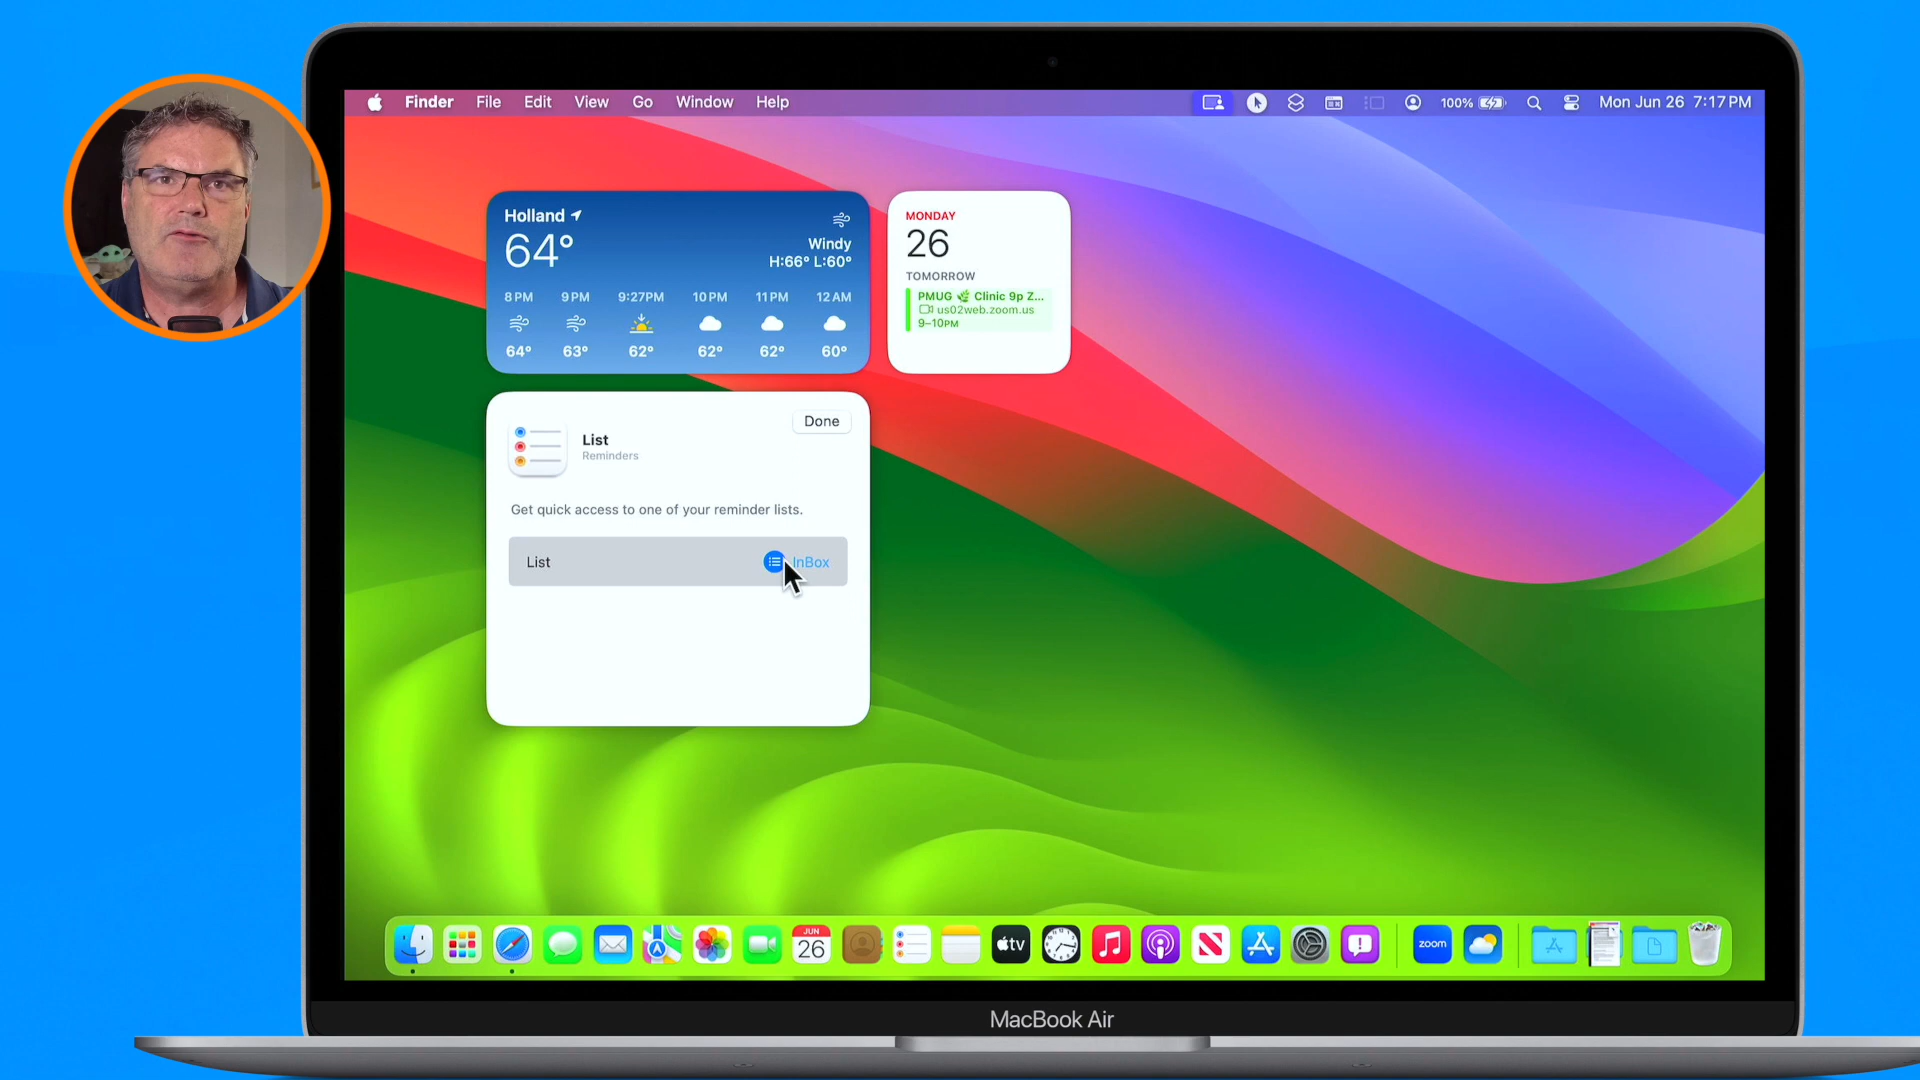 Finder File Edit View Go Window Help 100% Mon Jun 26 7:17 PM
Holland
64°
Windy
H:66° L:60°
8 PM 9 PM 9:27PM 10 PM 11 PM 12 AM
64° 63° 62° 62° 62° 60°
MONDAY
26
TOMORROW
PMUG Clinic 9p Z...
us02web.zoom.us
9–10PM
Done
List
Reminders
Get quick access to one of your reminder lists.
List InBox
JUN
26
tv
zoom
MacBook Air